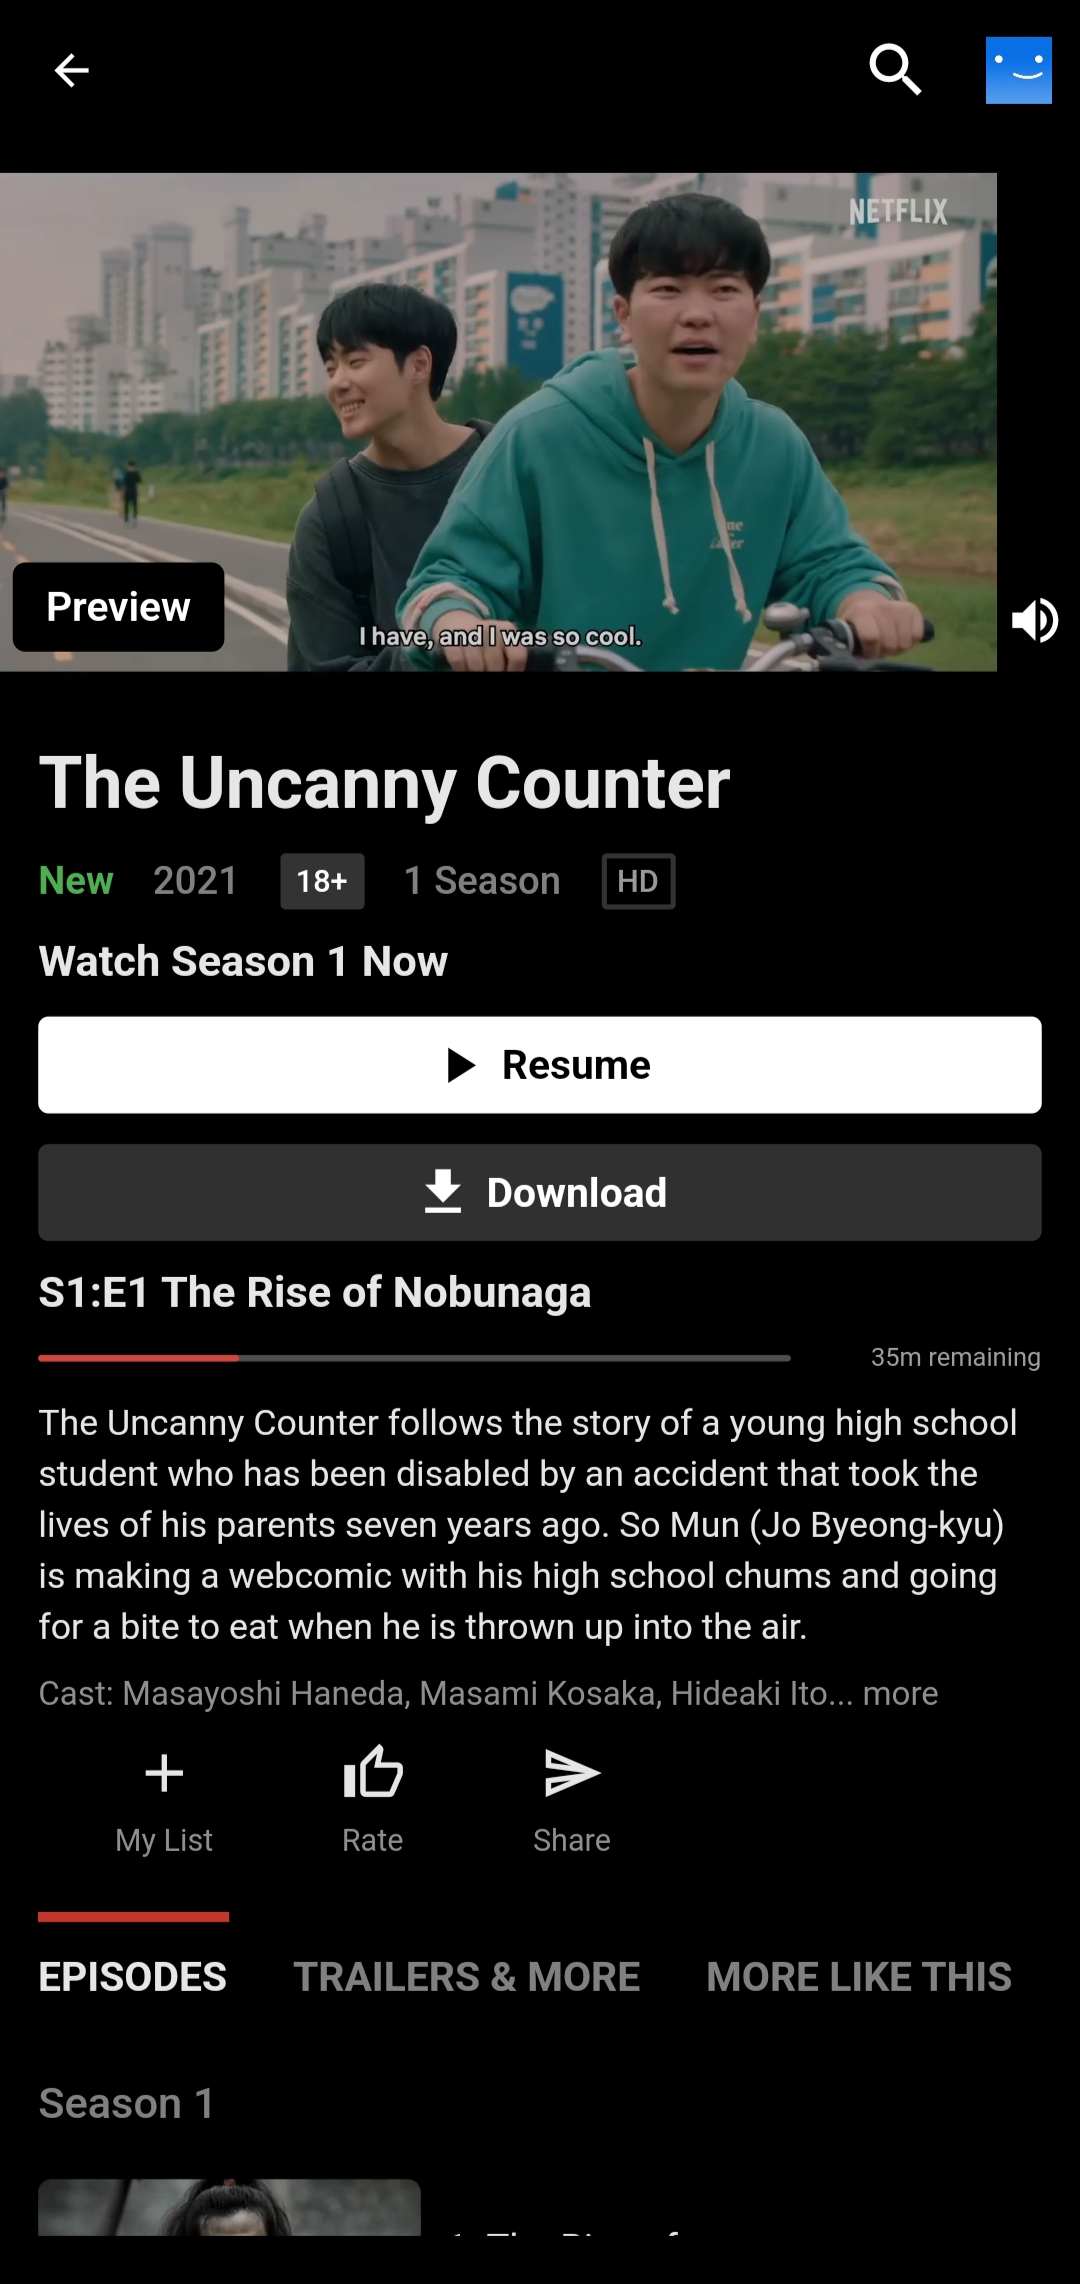 NETFLIX
Preview
I have, and I was so cool.
The Uncanny Counter
New 2021 18+ 1 Season HD
Watch Season 1 Now
Resume
Download
S1:E1 The Rise of Nobunaga
35m remaining
The Uncanny Counter follows the story of a young high school
student who has been disabled by an accident that took the
lives of his parents seven years ago. So Mun (Jo Byeong-kyu)
is making a webcomic with his high school chums and going
for a bite to eat when he is thrown up into the air.
Cast: Masayoshi Haneda, Masami Kosaka, Hideaki Ito... more
My List Rate Share
EPISODES TRAILERS & MORE MORE LIKE THIS
Season 1